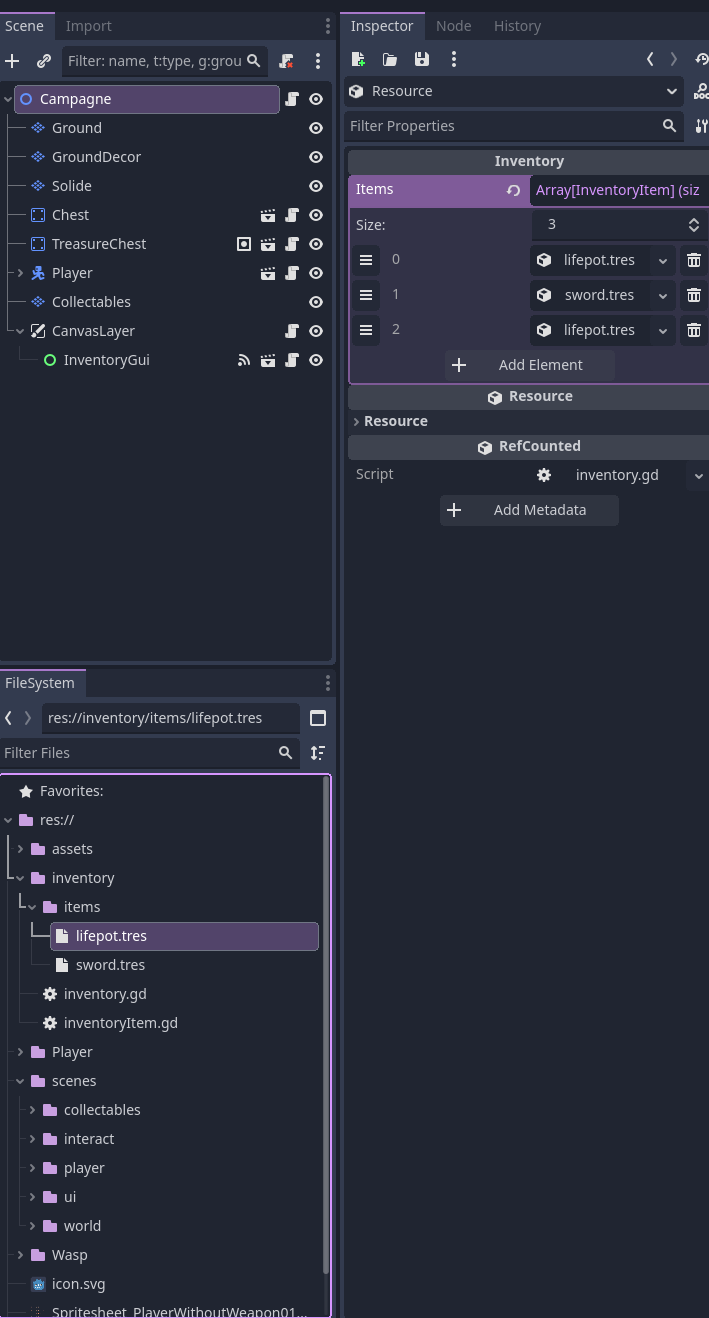 Scene
Import
Filter: name, t:type, g:grou
Campagne
Ground
GroundDecor
Solide
Chest
TreasureChest
Player
Collectables
CanvasLayer
InventoryGui
FileSystem
res://inventory/items/lifepot.tres
Filter Files
Favorites:
res://
assets
inventory
items
lifepot.tres
sword.tres
inventory.gd
inventoryItem.gd
Player
scenes
collectables
interact
player
ui
world
Wasp
icon.svg
Spritesheet_PlayerWithoutWeapon01...
Inspector
Node
History
Resource
DOC
Filter Properties
Inventory
Items
Array[InventoryItem] (siz
Size:
3
0
lifepot.tres
1
sword.tres
2
lifepot.tres
Add Element
Resource
Resource
RefCounted
Script
inventory.gd
Add Metadata